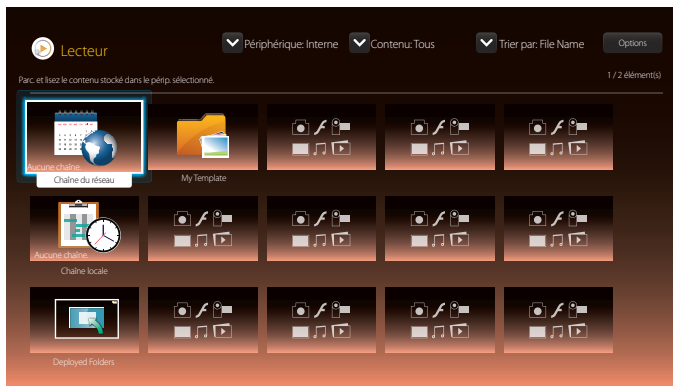 Lecteur
Périphérique: Interne
Contenu: Tous
Trier par: File Name
Options
Parc. et lisez le contenu stocké dans le périp. sélectionné.
1 / 2 élément(s)
Aucune chaîne.
Chaîne du réseau
My Template
Aucune chaîne.
Chaîne locale
Deployed Folders